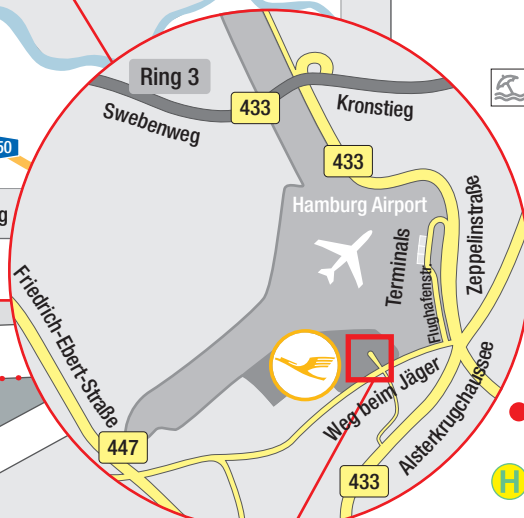 Ring 3
433
Swebenweg
Kronstieg
50
433
Hamburg Airport
g
Zeppelinstraße
Terminals
Flughafenstr.
Friedrich-Ebert-Straße
Weg beim Jäger
Alsterkrugchaussee
447
433
H